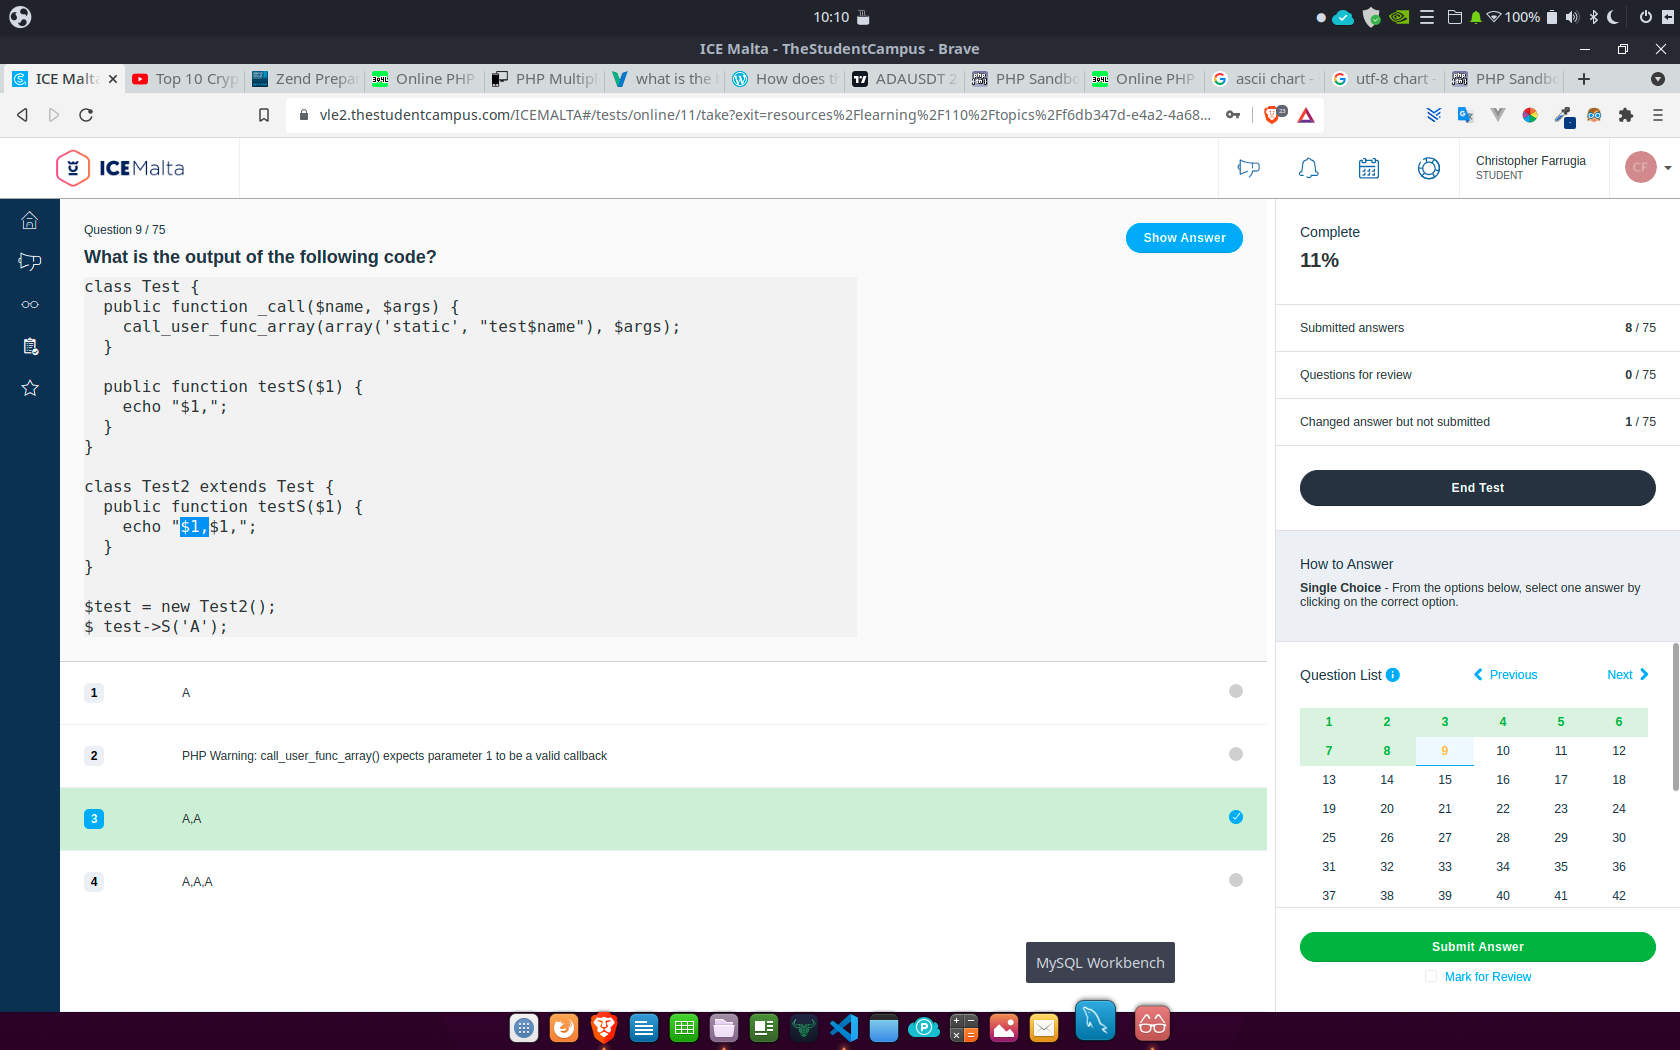 10:10
100%
ICE Malta - TheStudentCampus - Brave
ICE Malta
Top 10 Cryp
Zend Prepar
Online PHP
PHP Multipl
what is the
How does th
ADAUSDT 2
PHP Sandbo
Online PHP
ascii chart -
utf-8 chart -
PHP Sandbo
vle2.thestudentcampus.com/ICEMALTA#/tests/online/11/take?exit=resources%2Flearning%2F110%2Ftopics%2Ff6db347d-e4a2-4a68...
ICEMalta
Christopher Farrugia
STUDENT
CF
Question 9 / 75
Show Answer
What is the output of the following code?
class Test {
public function _call($name, $args) {
call_user_func_array(array('static', "test$name"), $args);
}
public function testS($1) {
echo "$1,";
}
}
class Test2 extends Test {
public function testS($1) {
echo "$1,$1,";
}
}
$test = new Test2();
$ test->S('A');
1 A
2 PHP Warning: call_user_func_array() expects parameter 1 to be a valid callback
3 A,A
4 A,A,A
Complete
11%
Submitted answers 8 / 75
Questions for review 0 / 75
Changed answer but not submitted 1 / 75
End Test
How to Answer
Single Choice - From the options below, select one answer by
clicking on the correct option.
Question List Previous Next
1 2 3 4 5 6
7 8 9 10 11 12
13 14 15 16 17 18
19 20 21 22 23 24
25 26 27 28 29 30
31 32 33 34 35 36
37 38 39 40 41 42
Submit Answer
Mark for Review
MySQL Workbench